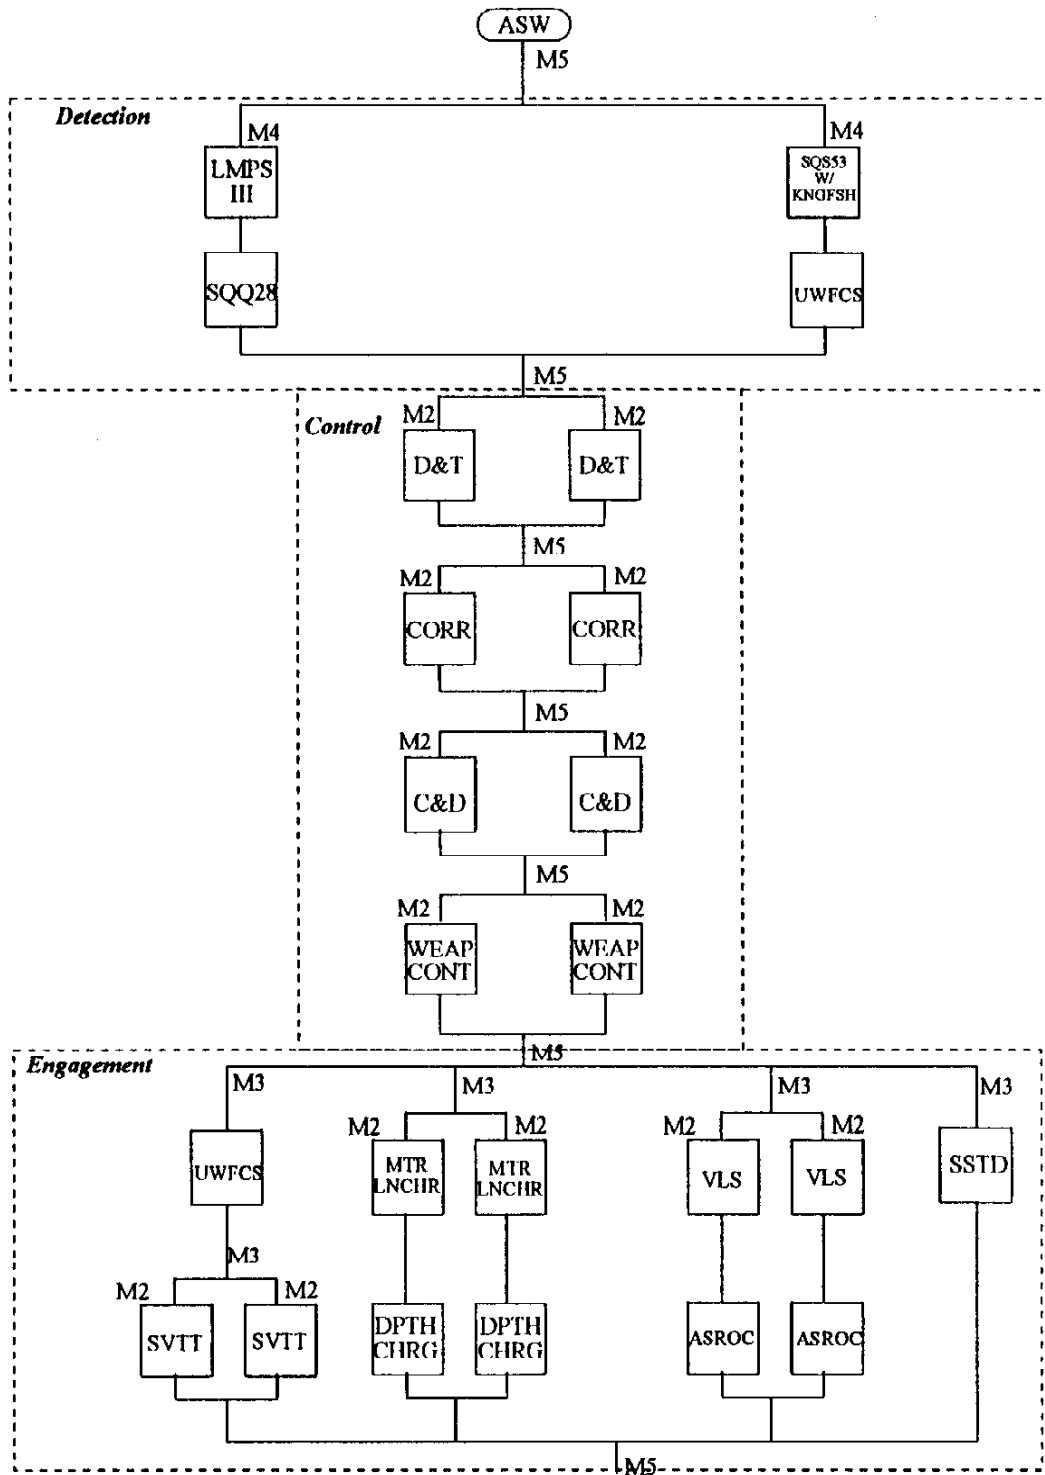 ASW
M5
Detection
M4 M4
LMPS
III
SQS53
W/
KNGFSH
SQQ28 UWFCS
M5
Control
M2 M2
D&T D&T
M5
M2 M2
CORR CORR
M5
M2 M2
C&D C&D
M5
M2 M2
WEAP
CONT
WEAP
CONT
M5
Engagement
M3 M3 M3 M3
M2 M2 M2 M2
UWFCS
MTR
LNCHR
MTR
LNCHR
VLS VLS SSTD
M3
M2 M2
SVTT SVTT
DPTH
CHRG
DPTH
CHRG
ASROC ASROC
M5